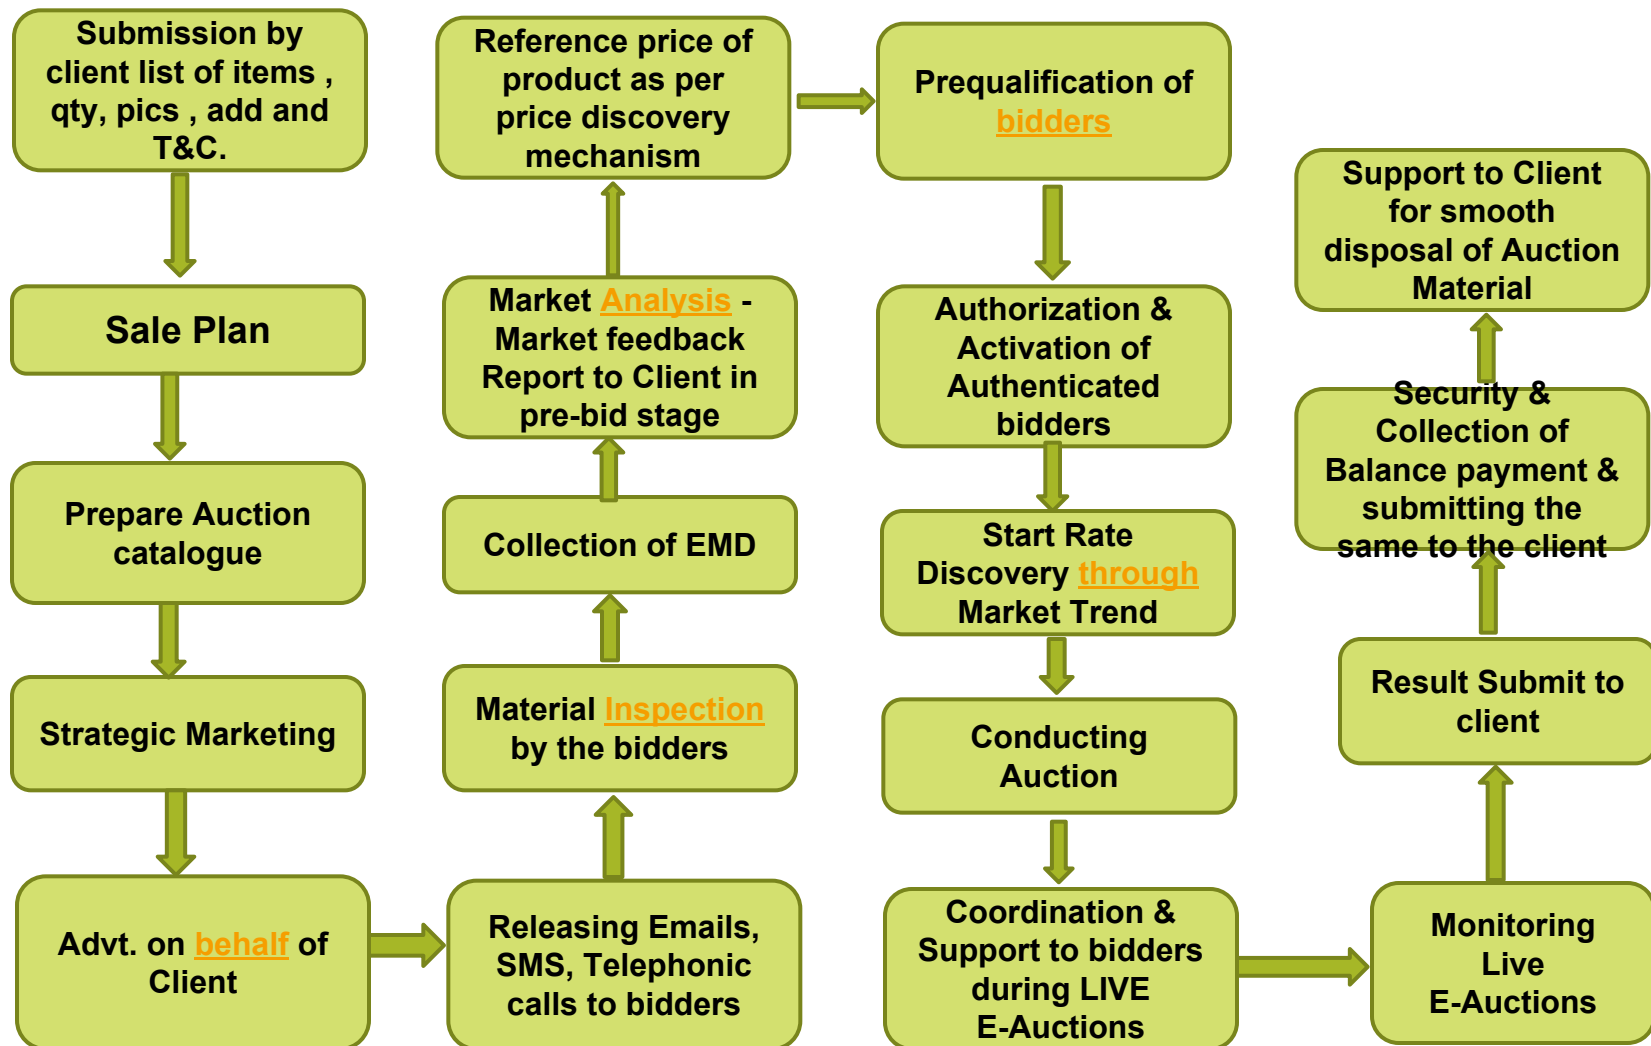 Submission by
client list of items ,
qty, pics , add and
T&C.
Sale Plan
Prepare Auction
catalogue
Strategic Marketing
Advt. on behalf of
Client
Releasing Emails,
SMS, Telephonic
calls to bidders
Material Inspection
by the bidders
Collection of EMD
Market Analysis -
Market feedback
Report to Client in
pre-bid stage
Reference price of
product as per
price discovery
mechanism
Prequalification of
bidders
Authorization &
Activation of
Authenticated
bidders
Start Rate
Discovery through
Market Trend
Conducting
Auction
Coordination &
Support to bidders
during LIVE
E-Auctions
Monitoring
Live
E-Auctions
Result Submit to
client
Security &
Collection of
Balance payment &
submitting the
same to the client
Support to Client
for smooth
disposal of Auction
Material